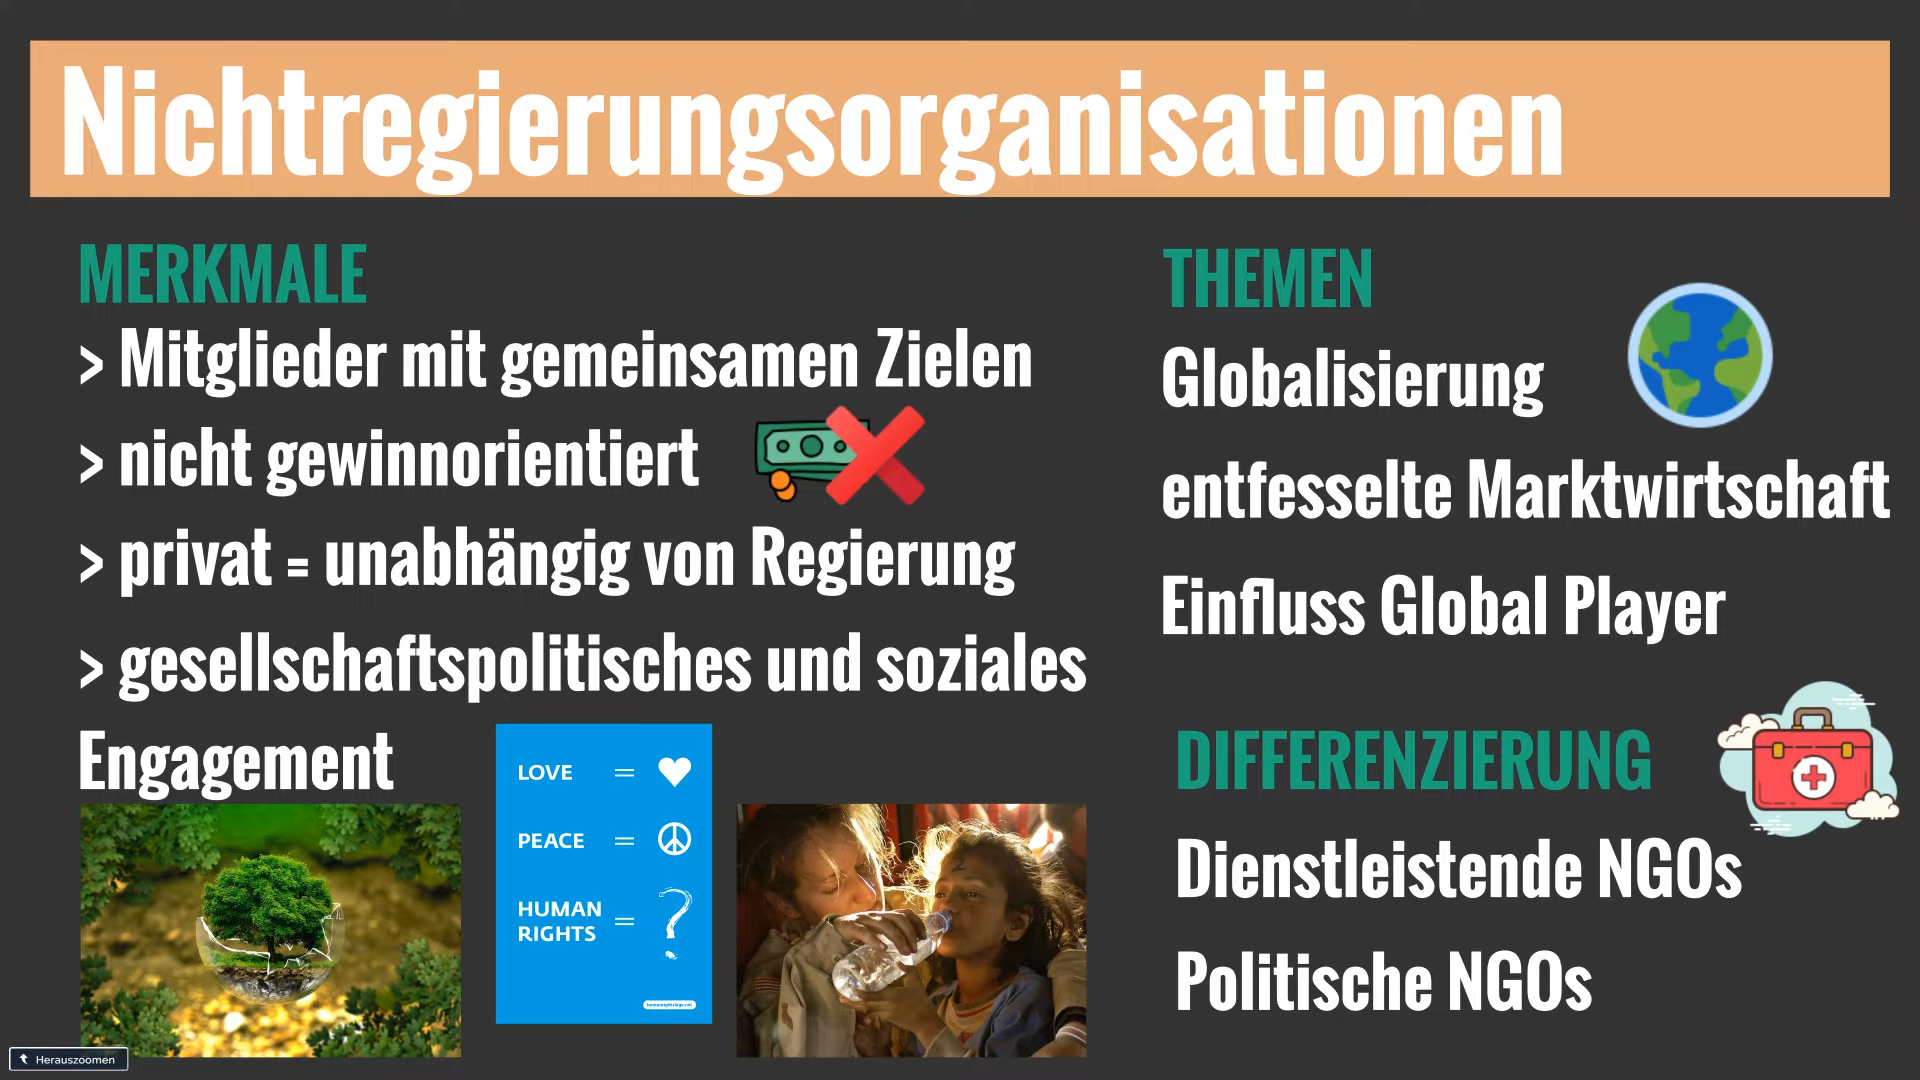 Nichtregierungsorganisationen
MERKMALE
> Mitglieder mit gemeinsamen Zielen
> nicht gewinnorientiert
> privat = unabhängig von Regierung
> gesellschaftspolitisches und soziales
Engagement
LOVE =
PEACE =
HUMAN
RIGHTS = ?
THEMEN
Globalisierung
entfesselte Marktwirtschaft
Einfluss Global Player
DIFFERENZIERUNG
Dienstleistende NGOs
Politische NGOs
Herauszoomen